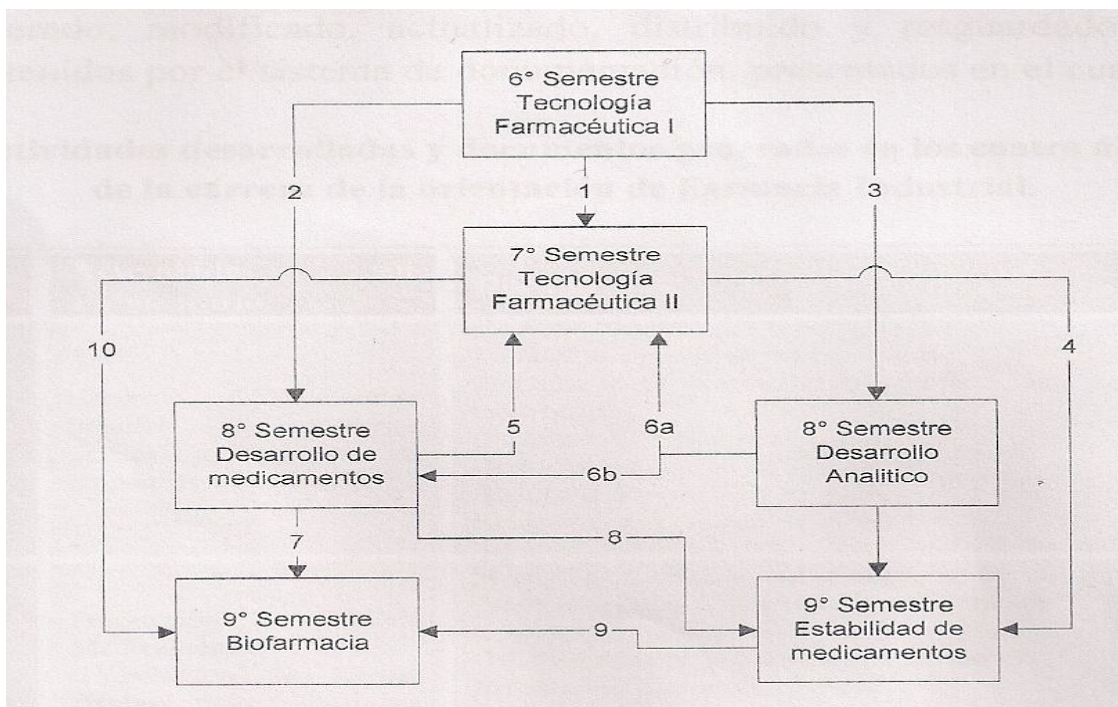 6° Semestre
Tecnología
Farmacéutica I
2
1
3
7° Semestre
Tecnología
Farmacéutica II
10
4
8° Semestre
Desarrollo de
medicamentos
5
6a
8° Semestre
Desarrollo
Analitico
6b
7
8
9° Semestre
Biofarmacia
9
9° Semestre
Estabilidad de
medicamentos